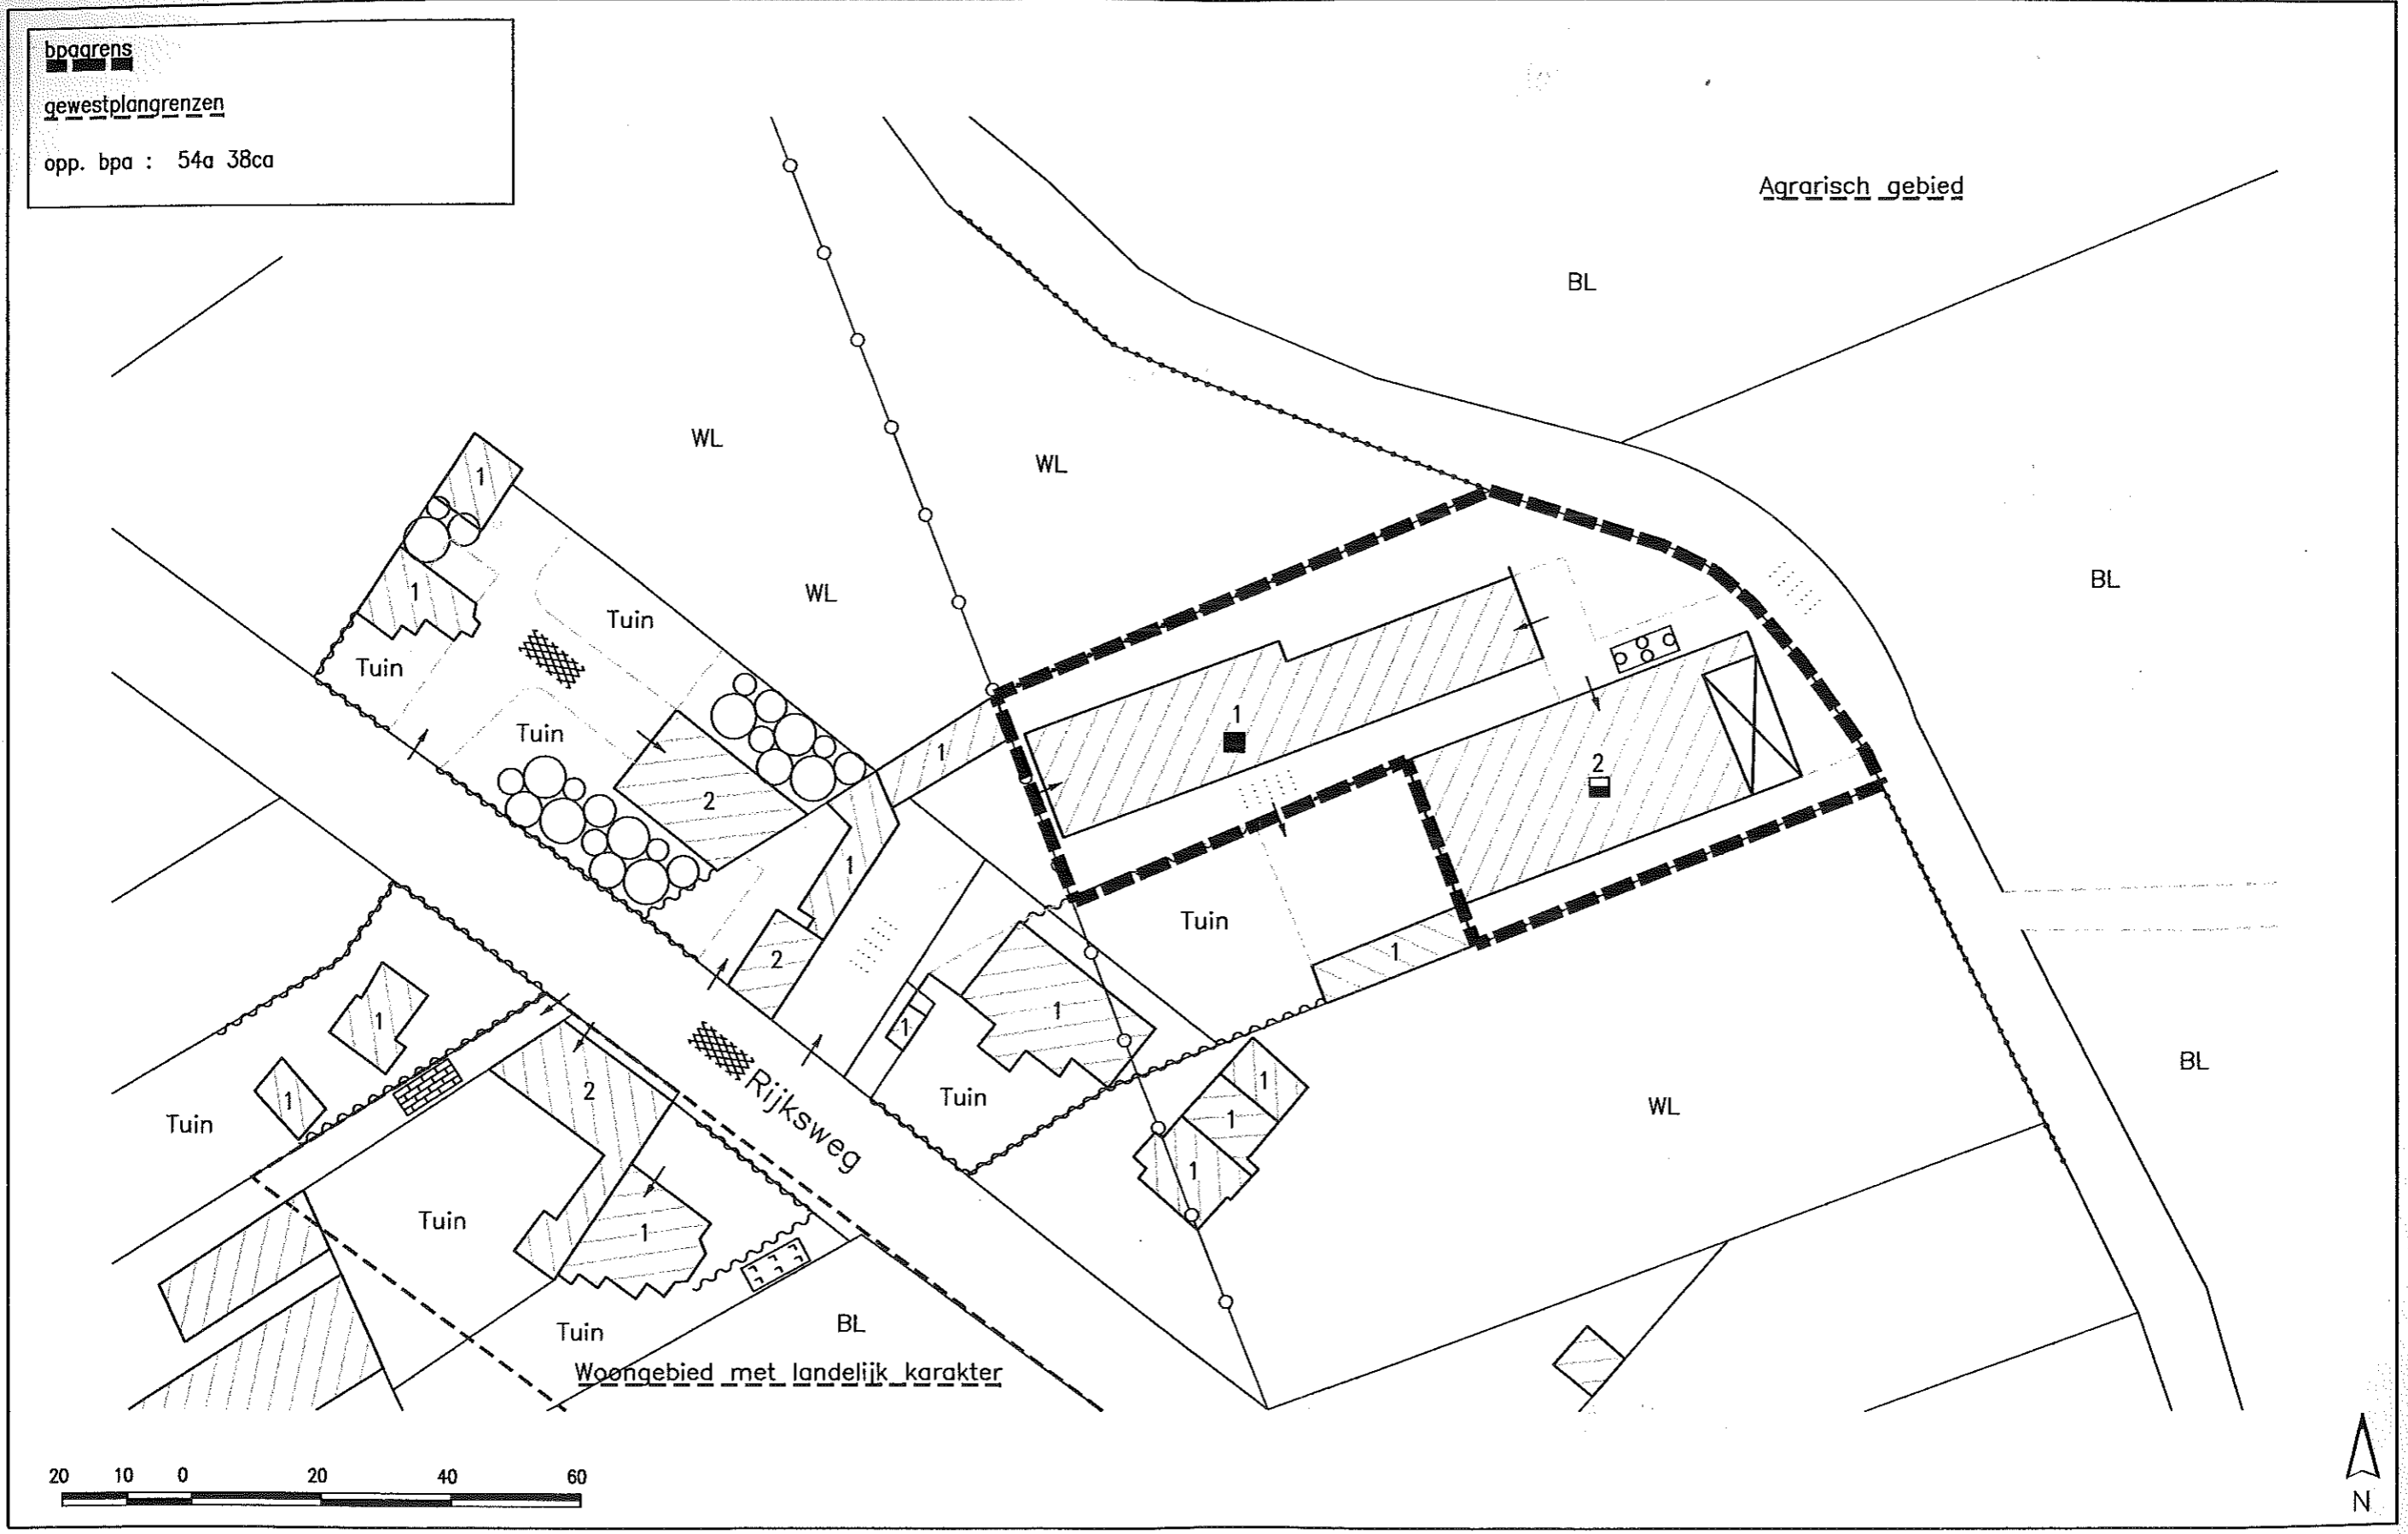 bpagrens
gewestplangrenzen
opp. bpa : 54a 38ca
Agrarisch gebied
BL
WL
WL
1
WL
BL
1
Tuin
Tuin
1
Tuin
1
2
2
1
Tuin
1
2
1
1
1
1
1
2
Tuin
1
1
BL
Tuin
Rijksweg
WL
1
1
Tuin
1
BL
Tuin
Woongebied met landelijk karakter
20 10 0 20 40 60
N